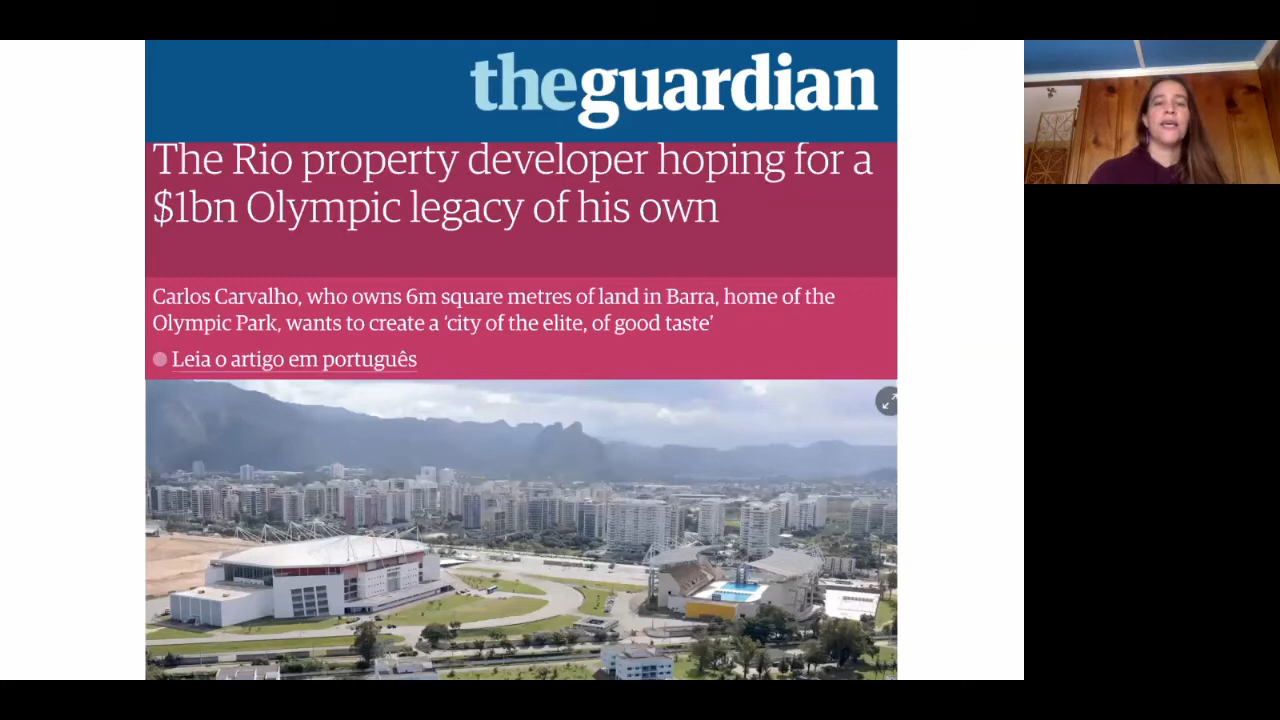 theguardian
The Rio property developer hoping for a
$1bn Olympic legacy of his own
Carlos Carvalho, who owns 6m square metres of land in Barra, home of the
Olympic Park, wants to create a ‘city of the elite, of good taste’
Leia o artigo em português